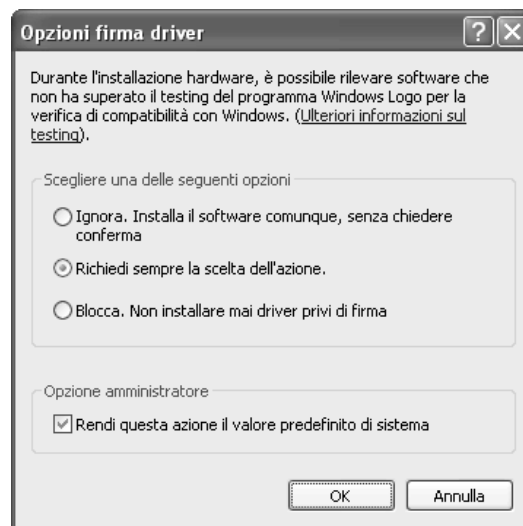 Opzioni firma driver
Durante l'installazione hardware, è possibile rilevare software che
non ha superato il testing del programma Windows Logo per la
verifica di compatibilità con Windows. (Ulteriori informazioni sul
testing).
Scegliere una delle seguenti opzioni
Ignora. Installa il software comunque, senza chiedere
conferma
Richiedi sempre la scelta dell'azione.
Blocca. Non installare mai driver privi di firma
Opzione amministratore
Rendi questa azione il valore predefinito di sistema
OK Annulla